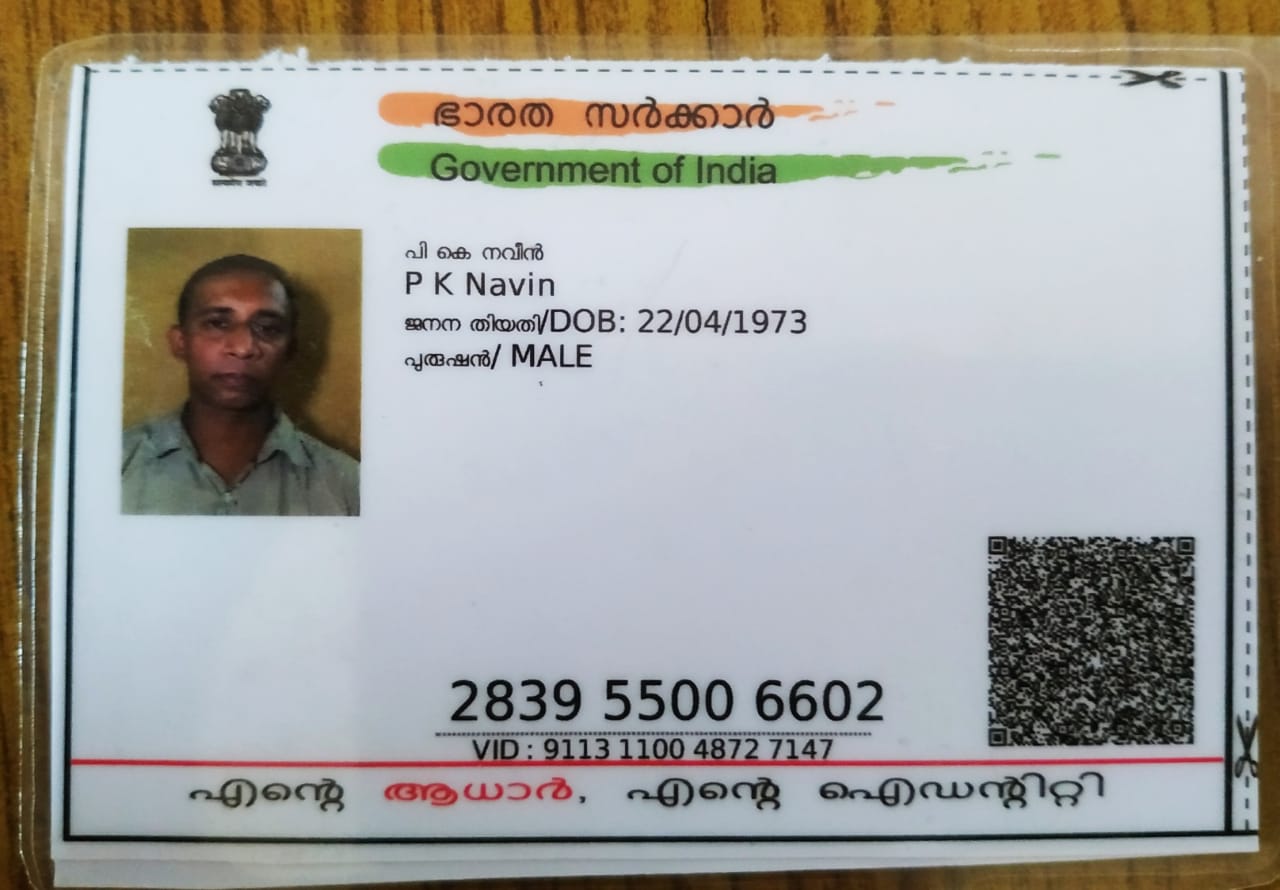 ഭാരത സർക്കാർ
Government of India
പി കെ നവീൻ
P K Navin
ജനന തിയതി/DOB: 22/04/1973
പുരുഷൻ/ MALE
2839 5500 6602
VID : 9113 1100 4872 7147
എന്റെ ആധാർ, എന്റെ ഐഡന്റിറ്റി